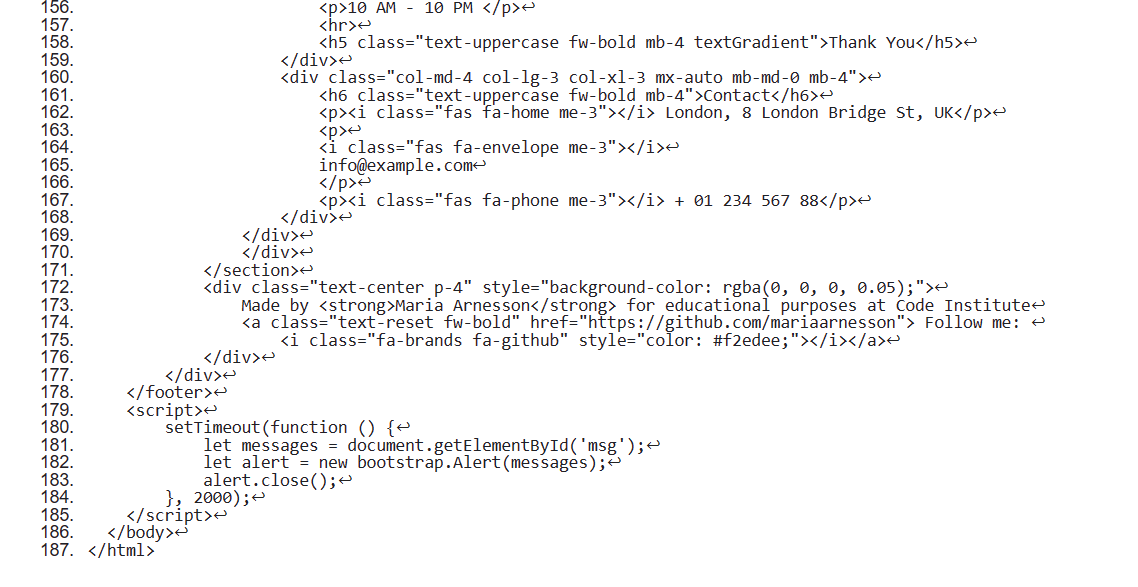 156. <p>10 AM - 10 PM </p>↩
157. <hr>↩
158. <h5 class="text-uppercase fw-bold mb-4 textGradient">Thank You</h5>↩
159. </div>↩
160. <div class="col-md-4 col-lg-3 col-xl-3 mx-auto mb-md-0 mb-4">↩
161. <h6 class="text-uppercase fw-bold mb-4">Contact</h6>↩
162. <p><i class="fas fa-home me-3"></i> London, 8 London Bridge St, UK</p>↩
163. <p>↩
164. <i class="fas fa-envelope me-3"></i>↩
165. info@example.com↩
166. </p>↩
167. <p><i class="fas fa-phone me-3"></i> + 01 234 567 88</p>↩
168. </div>↩
169. </div>↩
170. </div>↩
171. </section>↩
172. <div class="text-center p-4" style="background-color: rgba(0, 0, 0, 0.05);">↩
173. Made by <strong>Maria Arnesson</strong> for educational purposes at Code Institute↩
174. <a class="text-reset fw-bold" href="https://github.com/mariaarnesson"> Follow me: ↩
175. <i class="fa-brands fa-github" style="color: #f2edee;"></i></a>↩
176. </div>↩
177. </div>↩
178. </footer>↩
179. <script>↩
180. setTimeout(function () {↩
181. let messages = document.getElementById('msg');↩
182. let alert = new bootstrap.Alert(messages);↩
183. alert.close();↩
184. }, 2000);↩
185. </script>↩
186. </body>↩
187. </html>